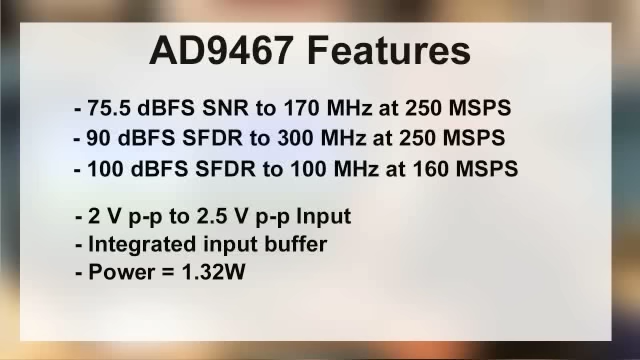 AD9467 Features
- 75.5 dBFS SNR to 170 MHz at 250 MSPS
- 90 dBFS SFDR to 300 MHz at 250 MSPS
- 100 dBFS SFDR to 100 MHz at 160 MSPS
- 2 V p-p to 2.5 V p-p Input
- Integrated input buffer
- Power = 1.32W